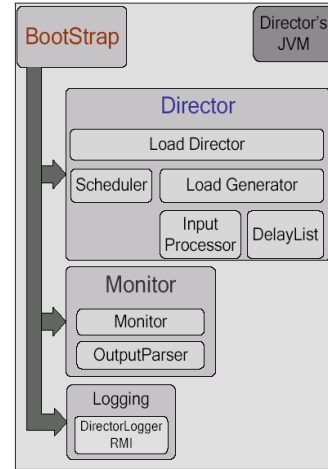 BootStrap
Director's
JVM
Director
Load Director
Scheduler
Load Generator
Input
Processor
DelayList
Monitor
Monitor
OutputParser
Logging
DirectorLogger
RMI